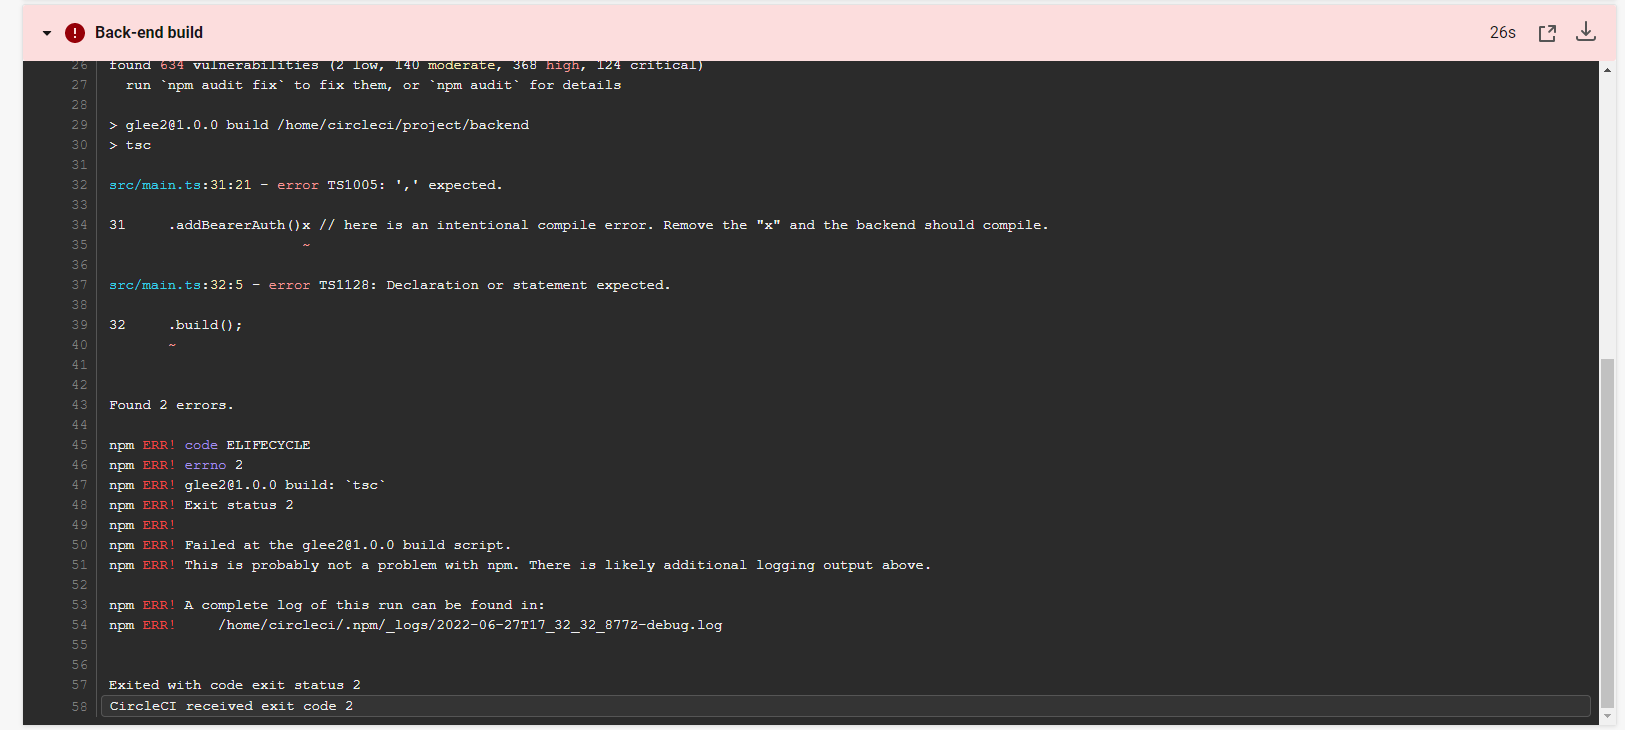 Back-end build 26s
26 found 634 vulnerabilities (2 low, 140 moderate, 368 high, 124 critical)
27 run `npm audit fix` to fix them, or `npm audit` for details
28
29 > glee2@1.0.0 build /home/circleci/project/backend
30 > tsc
31
32 src/main.ts:31:21 - error TS1005: ',' expected.
33
34 31 .addBearerAuth()x // here is an intentional compile error. Remove the "x" and the backend should compile.
35 ~
36
37 src/main.ts:32:5 - error TS1128: Declaration or statement expected.
38
39 32 .build();
40 ~
41
42
43 Found 2 errors.
44
45 npm ERR! code ELIFECYCLE
46 npm ERR! errno 2
47 npm ERR! glee2@1.0.0 build: `tsc`
48 npm ERR! Exit status 2
49 npm ERR!
50 npm ERR! Failed at the glee2@1.0.0 build script.
51 npm ERR! This is probably not a problem with npm. There is likely additional logging output above.
52
53 npm ERR! A complete log of this run can be found in:
54 npm ERR! /home/circleci/.npm/_logs/2022-06-27T17_32_32_877Z-debug.log
55
56
57 Exited with code exit status 2
58 CircleCI received exit code 2